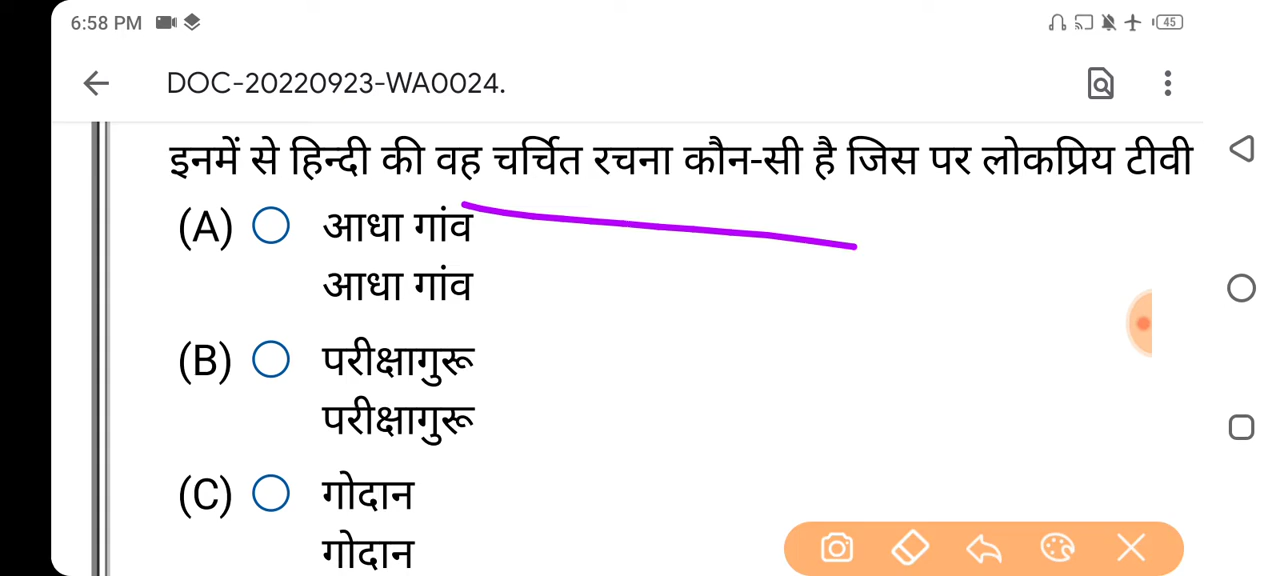 6:58 PM
45
DOC-20220923-WA0024.
इनमें से हिन्दी की वह चर्चित रचना कौन-सी है जिस पर लोकप्रिय टीवी
(A) आधा गांव
आधा गांव
(B) परीक्षागुरू
परीक्षागुरू
(C) गोदान
गोदान